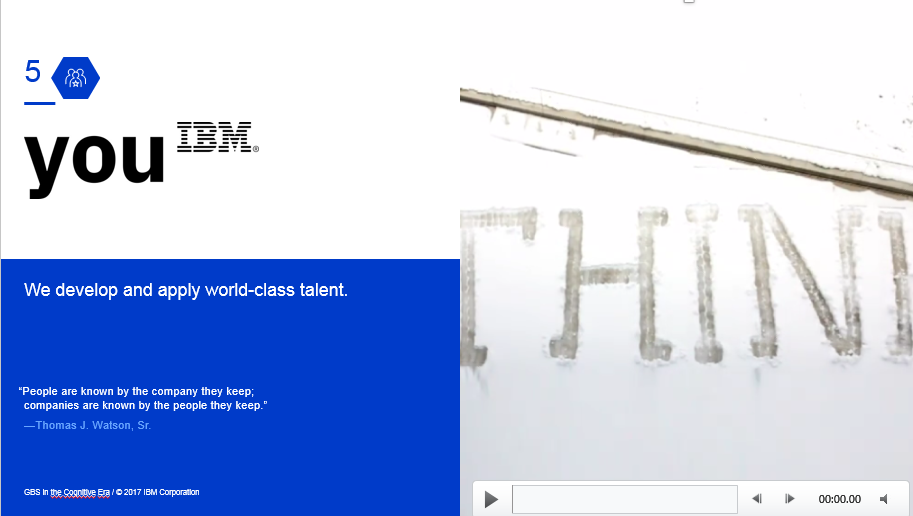 5
you IBM®
We develop and apply world-class talent.
“People are known by the company they keep;
companies are known by the people they keep.”
—Thomas J. Watson, Sr.
GBS in the Cognitive Era / © 2017 IBM Corporation
THIN
00:00.00